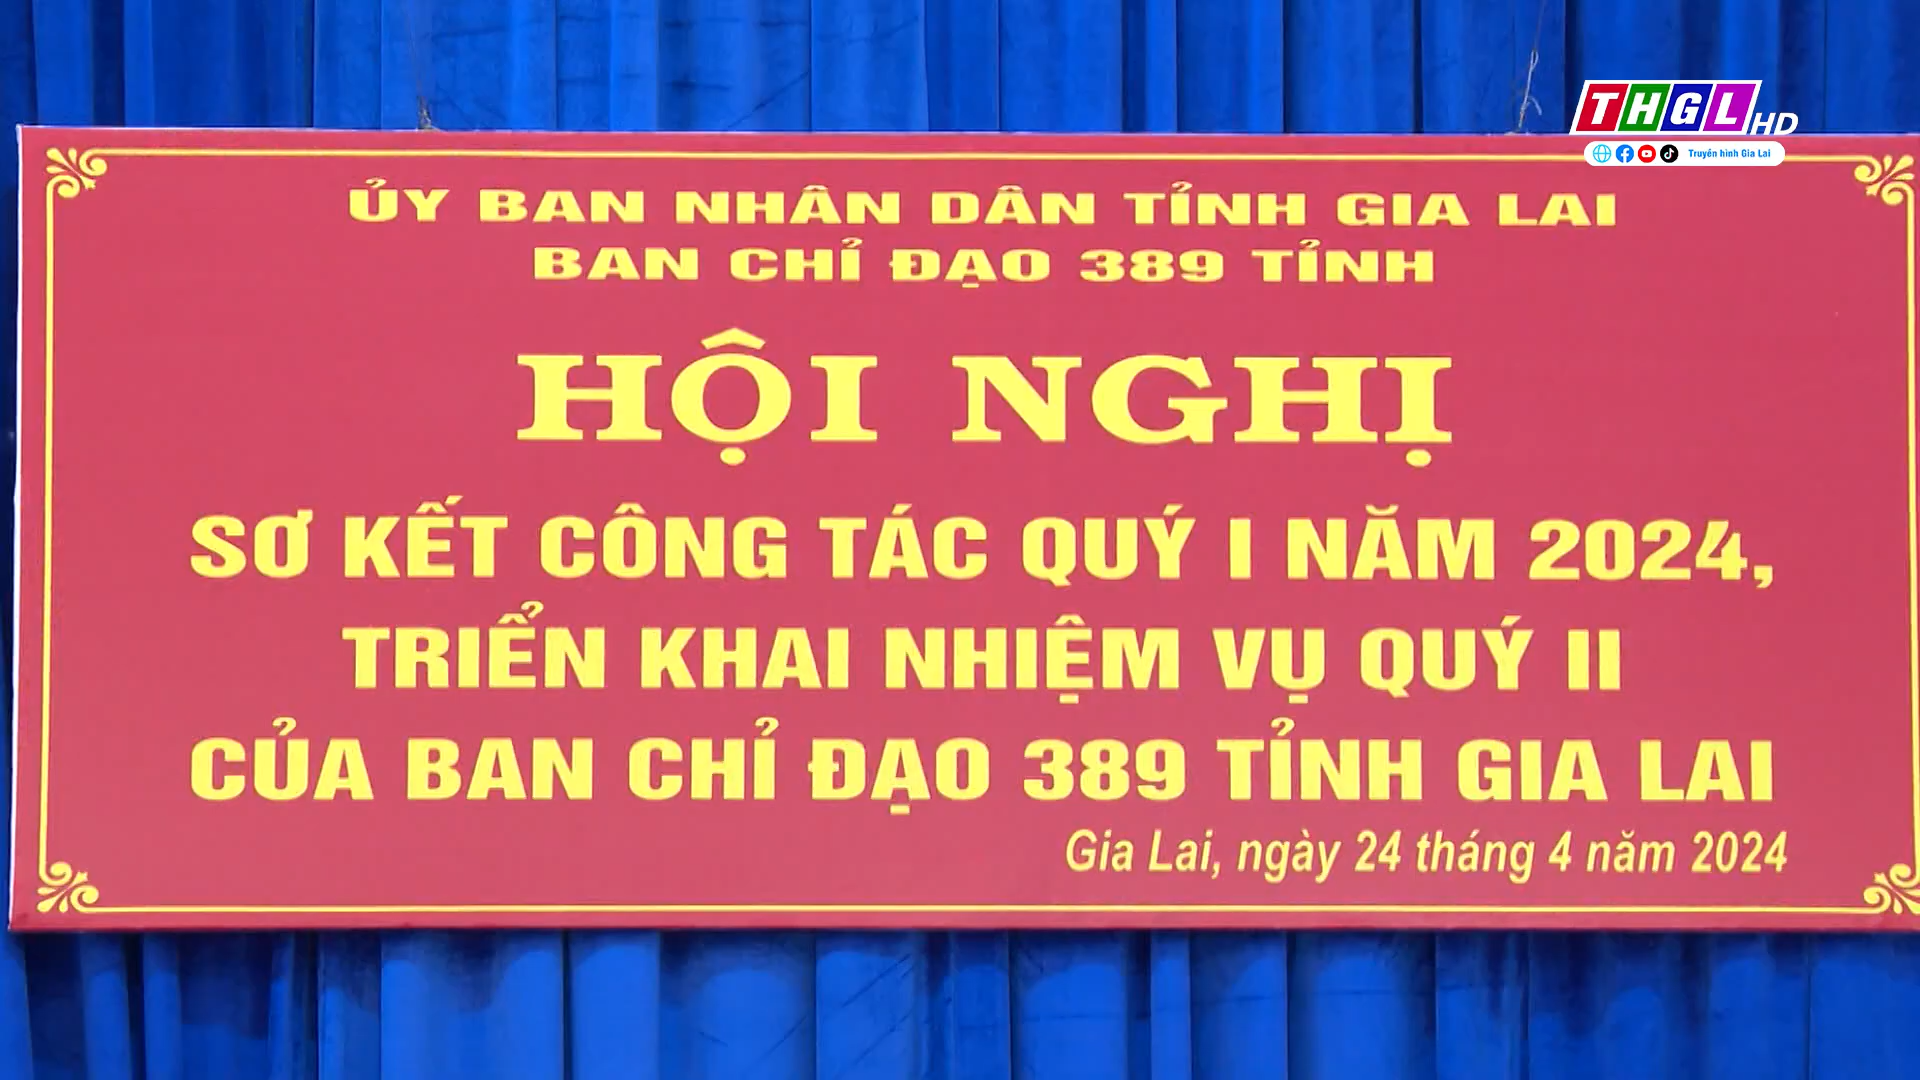 THGL HD
Truyền hình Gia Lai
ỦY BAN NHÂN DÂN TỈNH GIA LAI
BAN CHỈ ĐẠO 389 TỈNH
HỘI NGHỊ
SƠ KẾT CÔNG TÁC QUÝ I NĂM 2024,
TRIỂN KHAI NHIỆM VỤ QUÝ II
CỦA BAN CHỈ ĐẠO 389 TỈNH GIA LAI
Gia Lai, ngày 24 tháng 4 năm 2024